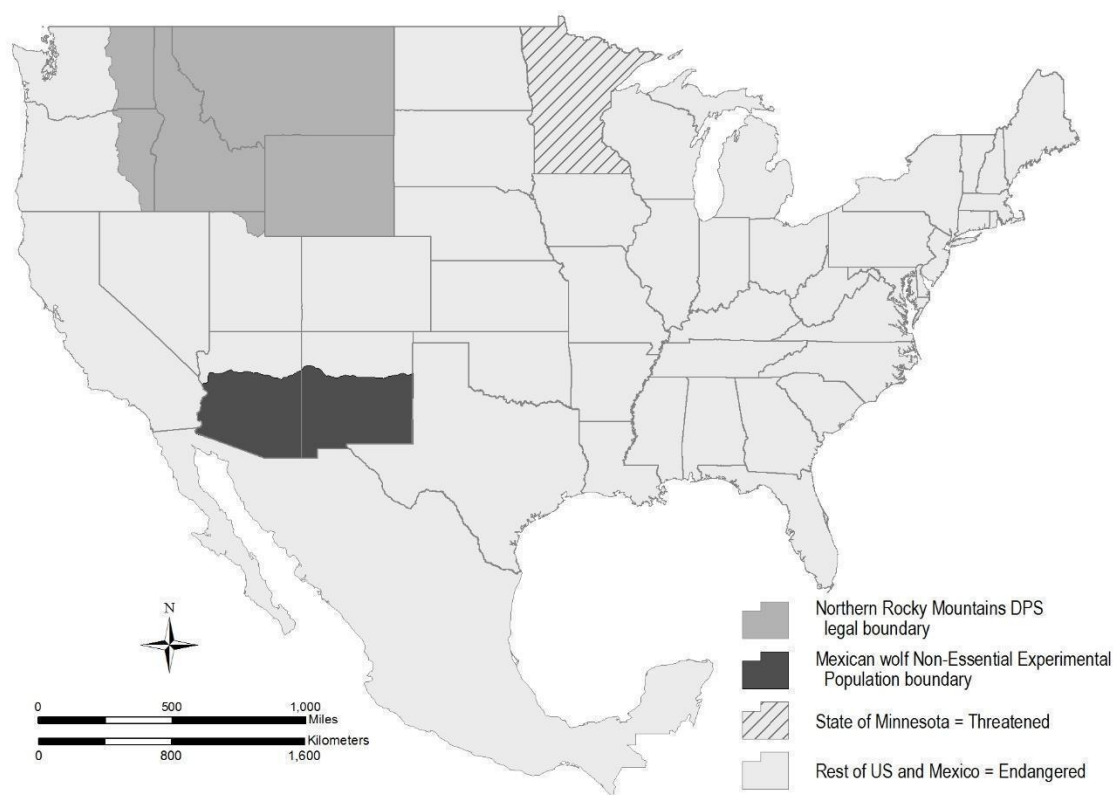 N
0 500 1,000
Miles
Kilometers
0 800 1,600
Northern Rocky Mountains DPS
legal boundary
Mexican wolf Non-Essential Experimental
Population boundary
State of Minnesota = Threatened
Rest of US and Mexico = Endangered